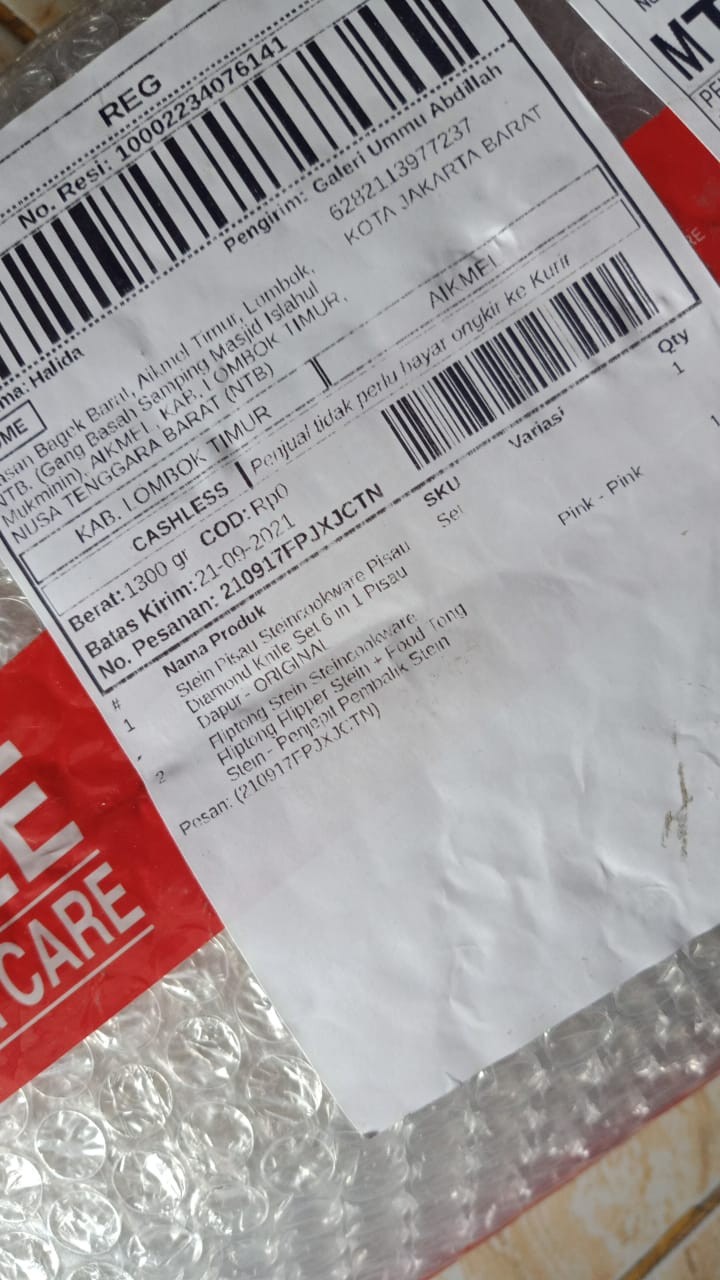 REG
No. Resi: 10002234076141
Pengirim: Galeri Ummu Abdillah
6282113977237
KOTA JAKARTA BARAT
Halida
Bagek Barat, Aikmel Timur, Lombok,
NTB. (Gang Basah Samping Masjid Islahul
Mukminin), AIKMEL, KAB. LOMBOK TIMUR,
NUSA TENGGARA BARAT (NTB)
KAB. LOMBOK TIMUR
AIKMEL
CASHLESS
Penjual tidak perlu bayar ongkir ke Kurir
Berat: 1300 gr COD: Rp0
Batas Kirim: 21-09-2021
No. Pesanan: 210917FPJXJCTN
# Nama Produk SKU Variasi Qty
1 Stein Pisau Steincookware Pisau Set 1
Diamond Knife Set 6 in 1 Pisau
Dapur - ORIGINAL
2 Fliptong Stein Steincookware Pink - Pink 1
Fliptong Flipper Stein + Food Tong
Stein - Penjepit Pembalik Stein
Pesan: (210917FPJXJCTN)
CARE
MT